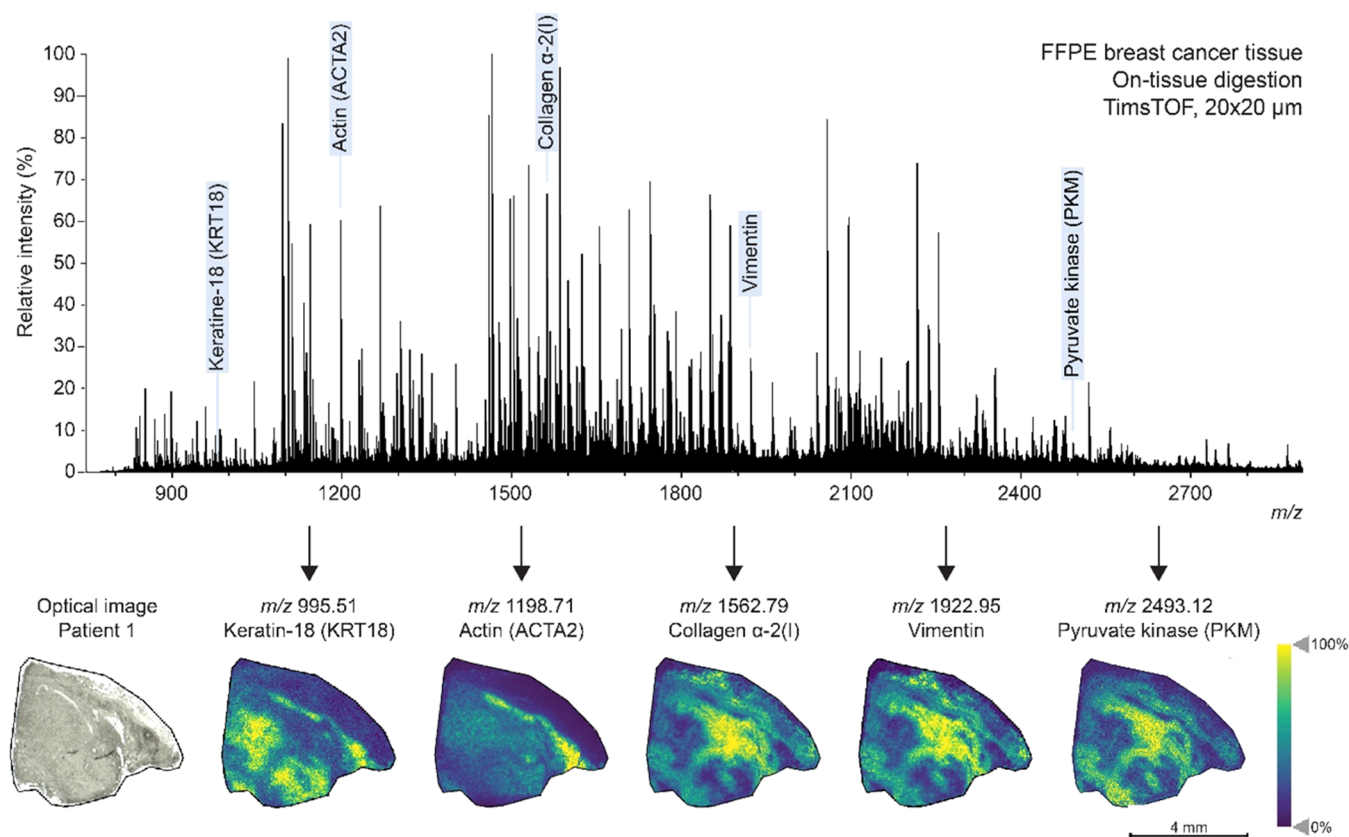 FFPE breast cancer tissue
On-tissue digestion
TimsTOF, 20x20 µm
Relative intensity (%)
100
90
80
70
60
50
40
30
20
10
0
Keratine-18 (KRT18)
Actin (ACTA2)
Collagen α-2(I)
Vimentin
Pyruvate kinase (PKM)
900
1200
1500
1800
2100
2400
2700
m/z
Optical image
Patient 1
m/z 995.51
Keratin-18 (KRT18)
m/z 1198.71
Actin (ACTA2)
m/z 1562.79
Collagen α-2(I)
m/z 1922.95
Vimentin
m/z 2493.12
Pyruvate kinase (PKM)
100%
0%
4 mm